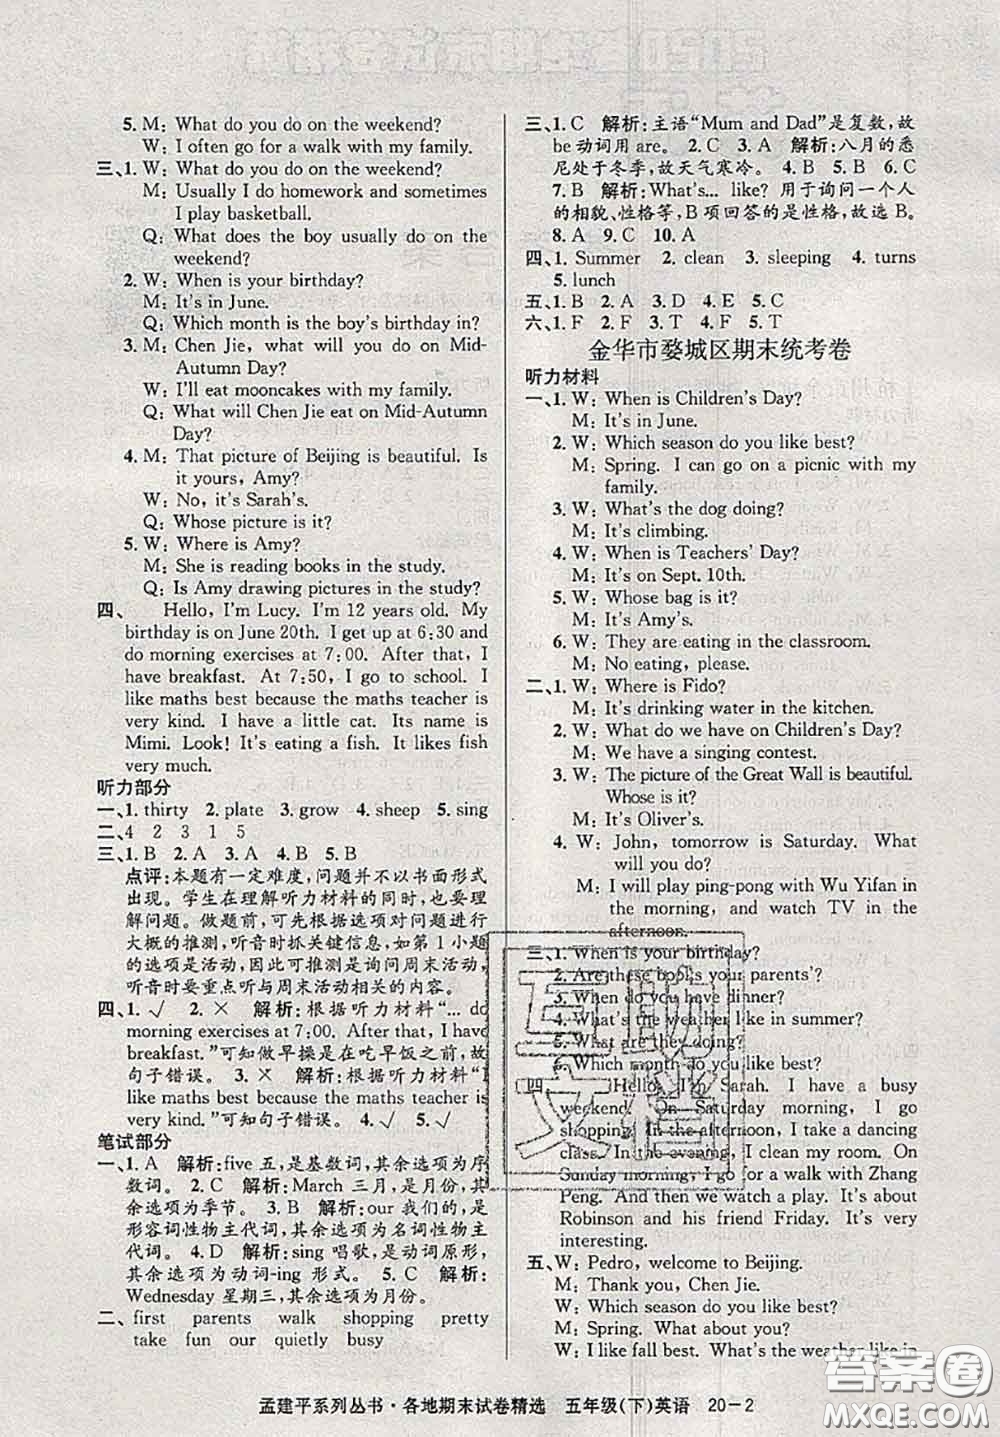 5. M: What do you do on the weekend?
W: I often go for a walk with my family.
三、1. W: What do you do on the weekend?
M: Usually I do homework and sometimes
I play basketball.
Q: What does the boy usually do on the
weekend?
2. W: When is your birthday?
M: It's in June.
Q: Which month is the boy's birthday in?
3. M: Chen Jie, what will you do on Mid-
Autumn Day?
W: I'll eat mooncakes with my family.
Q: What will Chen Jie eat on Mid-Autumn
Day?
4. M: That picture of Beijing is beautiful. Is
it yours, Amy?
W: No, it's Sarah's.
Q: Whose picture is it?
5. W: Where is Amy?
M: She is reading books in the study.
Q: Is Amy drawing pictures in the study?
四、 Hello, I'm Lucy. I'm 12 years old. My
birthday is on June 20th. I get up at 6:30 and
do morning exercises at 7:00. After that, I
have breakfast. At 7:50, I go to school. I
like maths best because the maths teacher is
very kind. I have a little cat. Its name is
Mimi. Look! It's eating a fish. It likes fish
very much.
听力部分
一、1. thirty 2. plate 3. grow 4. sheep 5. sing
二、4 2 3 1 5
三、1. B 2. A 3. A 4. B 5. B
点评:本题有一定难度,问题并不以书面形式
出现。学生在理解听力材料的同时,也要理
解问题。做题前,可先根据选项对问题进行
大概的推测,听音时抓关键信息,如第 1 小题
的选项是活动,因此可推测是询问周末活动,
听音时要重点听与周末活动相关的内容。
四、1. √ 2. × 解析:根据听力材料“... do
morning exercises at 7:00. After that, I have
breakfast.”可知做早操是在吃早饭之前,故
句子错误。 3. × 解析:根据听力材料“I
like maths best because the maths teacher is
very kind.”可知句子错误。 4. √ 5. √
笔试部分
一、1. A 解析:five 五,是基数词,其余选项为序
数词。 2. C 解析:March 三月,是月份,其
余选项为季节。 3. B 解析:our 我们的,是
形容词性物主代词,其余选项为名词性物主
代词。 4. D 解析:sing 唱歌,是动词原形,
其余选项为动词-ing 形式。 5. C 解析:
Wednesday 星期三,其余选项为月份。
二、first parents walk shopping pretty
take fun our quietly busy
三、1. C 解析:主语“Mum and Dad”是复数,故
be 动词用 are。 2. C 3. A 解析:八月的悉
尼处于冬季,故天气寒冷。 4. B 5. B 6. C
7. B 解析:What's... like? 用于询问一个人
的相貌、性格等,B 项回答的是性格,故选 B。
8. A 9. C 10. A
四、1. Summer 2. clean 3. sleeping 4. turns
5. lunch
五、1. B 2. A 3. D 4. E 5. C
六、1. F 2. F 3. T 4. F 5. T
金华市婺城区期末统考卷
听力材料
一、1. W: When is Children's Day?
M: It's in June.
2. W: Which season do you like best?
M: Spring. I can go on a picnic with my
family.
3. W: What's the dog doing?
M: It's climbing.
4. W: When is Teachers' Day?
M: It's on Sept. 10th.
5. W: Whose bag is it?
M: It's Amy's.
6. W: They are eating in the classroom.
M: No eating, please.
二、1. W: Where is Fido?
M: It's drinking water in the kitchen.
2. W: What do we have on Children's Day?
M: We have a singing contest.
3. W: The picture of the Great Wall is beautiful.
Whose is it?
M: It's Oliver's.
4. W: John, tomorrow is Saturday. What
will you do?
M: I will play ping-pong with Wu Yifan in
the morning, and watch TV in the
afternoon.
三、1. When is your birthday?
2. Are these books your parents'?
3. When do you have dinner?
4. What's the weather like in summer?
5. What are they doing?
6. Which month do you like best?
四、 Hello, I'm Sarah. I have a busy
weekend. On Saturday morning, I go
shopping. In the afternoon, I take a dancing
class. In the evening, I clean my room. On
Sunday morning, I go for a walk with Zhang
Peng. And then we watch a play. It's about
Robinson and his friend Friday. It's very
interesting.
五、W: Pedro, welcome to Beijing.
M: Thank you, Chen Jie.
W: Which season do you like best?
M: I like fall best. What's the weather like in
孟建平系列丛书·各地期末试卷精选 五年级(下)英语 20-2
互助
文档
答案圈
MXQE.COM